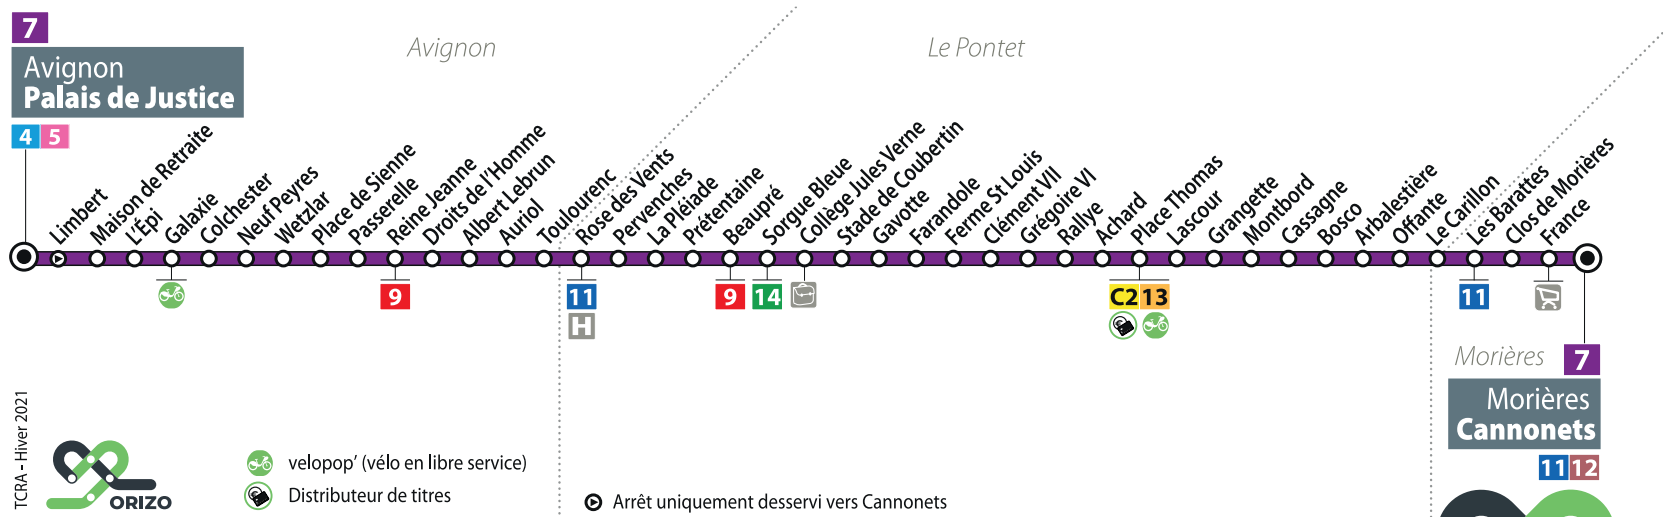 7
Avignon
Palais de Justice
4 5
Avignon
Le Pontet
Limbert
Maison de Retraite
L'Épi
Galaxie
Colchester
Neuf Peyres
Wetzlar
Place de Sienne
Passerelle
Reine Jeanne
Droits de l'Homme
Albert Lebrun
Auriol
Toulourenc
Rose des Vents
Pervenches
La Pléiade
Prétentaine
Beaupré
Sorgue Bleue
Collège Jules Verne
Stade de Coubertin
Gavotte
Farandole
Ferme St Louis
Clément VII
Grégoire VI
Rallye
Achard
Place Thomas
Lascour
Grangette
Montbord
Cassagne
Bosco
Arbalestière
Offante
Le Carillon
Les Barattes
Clos de Morières
France
9
11
H
9
14
C2 13
11
Morières
7
Morières
Cannonets
11 12
TCRA - Hiver 2021
ORIZO
velopop' (vélo en libre service)
Distributeur de titres
Arrêt uniquement desservi vers Cannonets